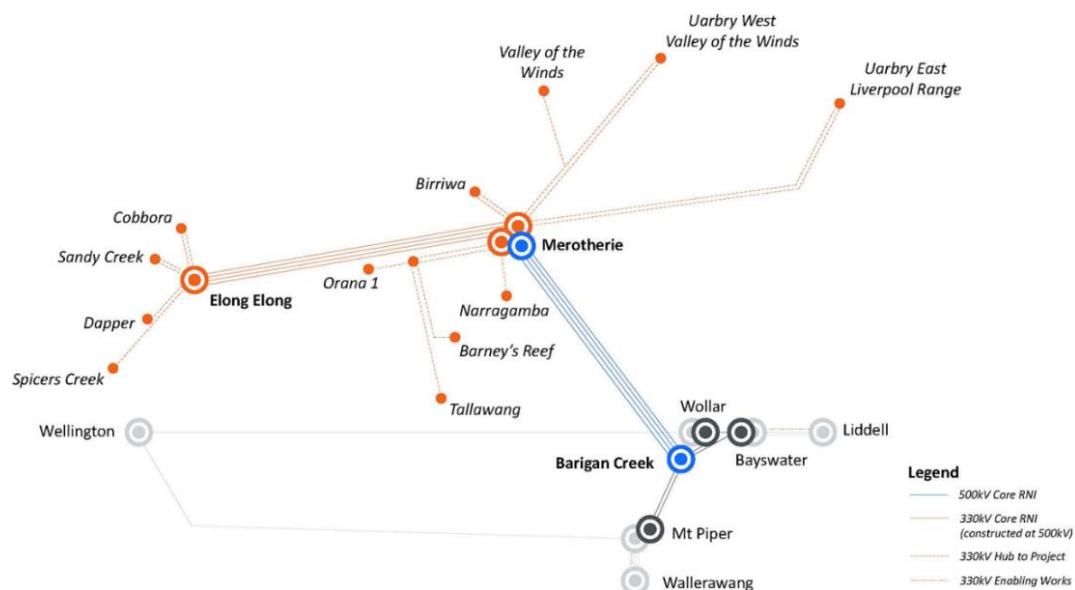 Uarbry West
Valley of the Winds
Valley of the
Winds
Uarbry East
Liverpool Range
Birriwa
Cobbora
Merotherie
Sandy Creek
Orana 1
Elong Elong
Narragamba
Dapper
Barney's Reef
Spicers Creek
Tallawang
Wollar
Wellington
Liddell
Barigan Creek
Bayswater
Legend
500kV Core RNI
330kV Core RNI
(constructed at 500kV)
330kV Hub to Project
330kV Enabling Works
Mt Piper
Wallerawang